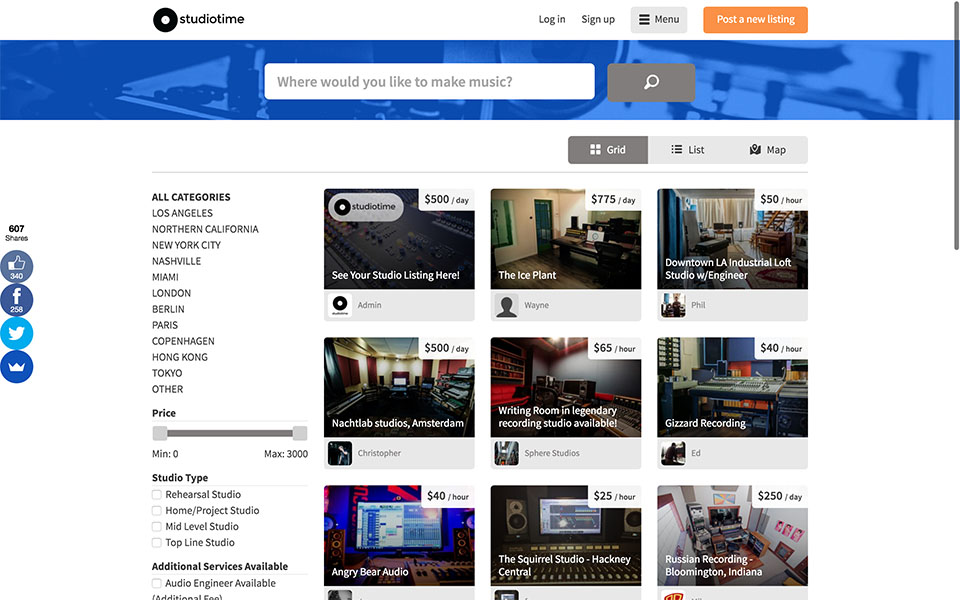 studiotime
Log in
Sign up
Menu
Post a new listing
Where would you like to make music?
Grid
List
Map
607
Shares
340
258
ALL CATEGORIES
LOS ANGELES
NORTHERN CALIFORNIA
NEW YORK CITY
NASHVILLE
MIAMI
LONDON
BERLIN
PARIS
COPENHAGEN
HONG KONG
TOKYO
OTHER
Price
Min: 0
Max: 3000
Studio Type
Rehearsal Studio
Home/Project Studio
Mid Level Studio
Top Line Studio
Additional Services Available
Audio Engineer Available
(Additional Fee)
studiotime
$500 / day
See Your Studio Listing Here!
studiotime
Admin
$775 / day
The Ice Plant
Wayne
$50 / hour
Downtown LA Industrial Loft
Studio w/Engineer
Phil
$500 / day
Nachtlab studios, Amsterdam
Christopher
$65 / hour
Writing Room in legendary
recording studio available!
Sphere Studios
$40 / hour
Gizzard Recording
Ed
$40 / hour
Angry Bear Audio
$25 / hour
The Squirrel Studio - Hackney
Central
$250 / day
Russian Recording -
Bloomington, Indiana